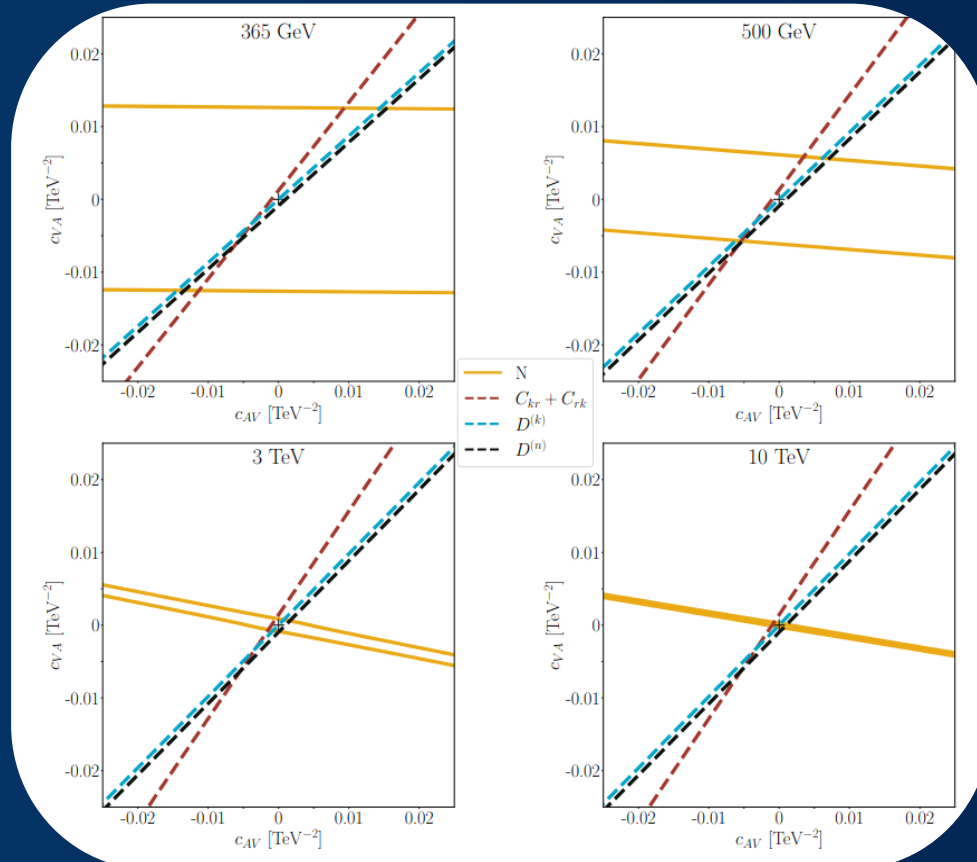 365 GeV
0.02
0.01
0
-0.01
-0.02
c_{VA} [TeV^{-2}]
-0.02 -0.01 0 0.01 0.02
c_{AV} [TeV^{-2}]
500 GeV
0.02
0.01
0
-0.01
-0.02
c_{VA} [TeV^{-2}]
-0.02 -0.01 0 0.01 0.02
c_{AV} [TeV^{-2}]
N
C_{kr} + C_{rk}
D^{(k)}
D^{(n)}
3 TeV
0.02
0.01
0
-0.01
-0.02
c_{VA} [TeV^{-2}]
-0.02 -0.01 0 0.01 0.02
c_{AV} [TeV^{-2}]
10 TeV
0.02
0.01
0
-0.01
-0.02
c_{VA} [TeV^{-2}]
-0.02 -0.01 0 0.01 0.02
c_{AV} [TeV^{-2}]